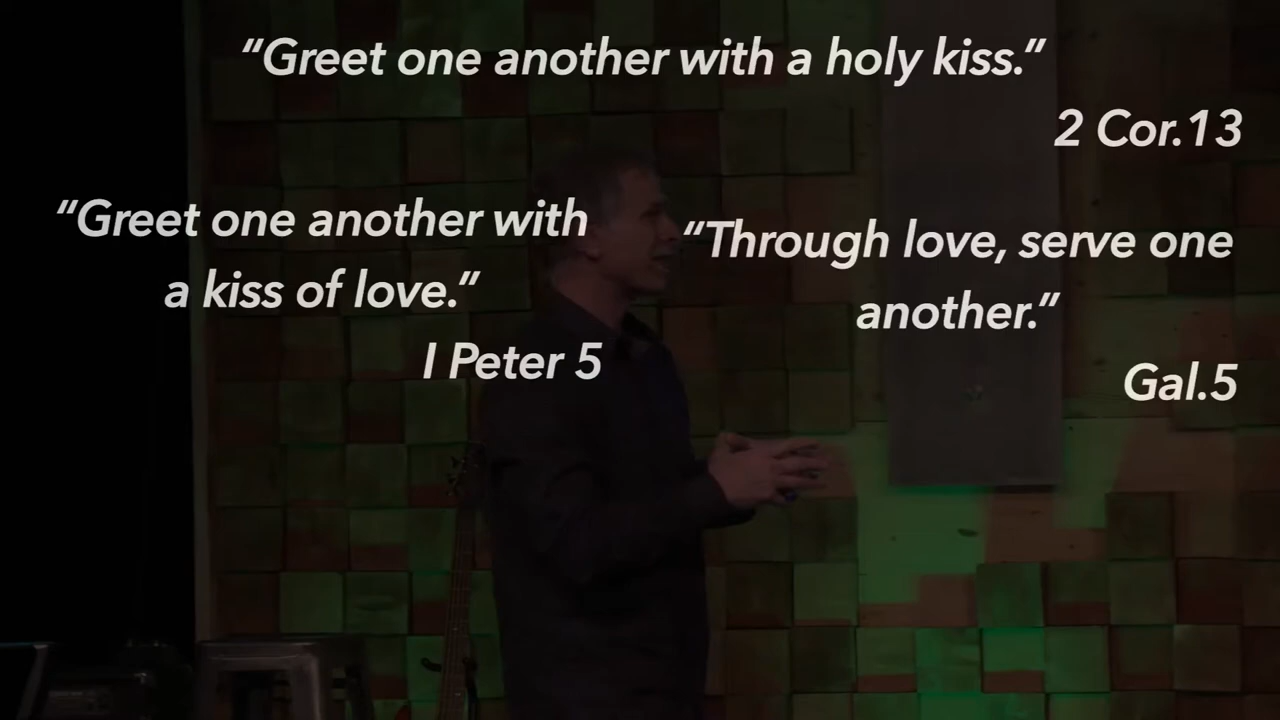 “Greet one another with a holy kiss.”
2 Cor.13
“Greet one another with
a kiss of love.”
I Peter 5
“Through love, serve one
another.”
Gal.5